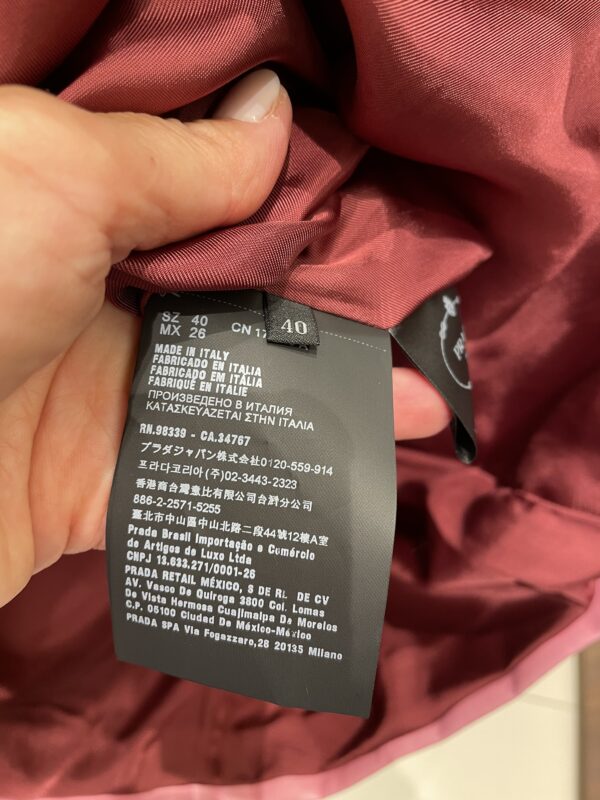 SZ 40
MX 26
CN 17
40
MADE IN ITALY
FABRICADO EN ITALIA
FABRICADO EM ITÁLIA
FABRIQUÉ EN ITALIE
ПРОИЗВЕДЕНО В ИТАЛИЯ
ΚΑΤΑΣΚΕΥΑΖΕΤΑΙ ΣΤΗΝ ΙΤΑΛΙΑ
RN.98339 - CA.34767
プラダジャパン株式会社0120-559-914
프라다코리아(주)02-3443-2323
香港商台灣壹比有限公司台灣分公司
886-2-2571-5255
臺北市中山區中山北路二段44號12樓A室
Prada Brasil Importação e Comércio
de Artigos de Luxo Ltda
CNPJ 13.633.271/0001-26
PRADA RETAIL MÉXICO, S DE RL DE CV
AV. Vasco De Quiroga 3800 Col. Lomas
De Vista Hermosa Cuajimalpa De Morelos
C.P. 05100 Ciudad De México-México
PRADA SPA Via Fogazzaro,28 20135 Milano